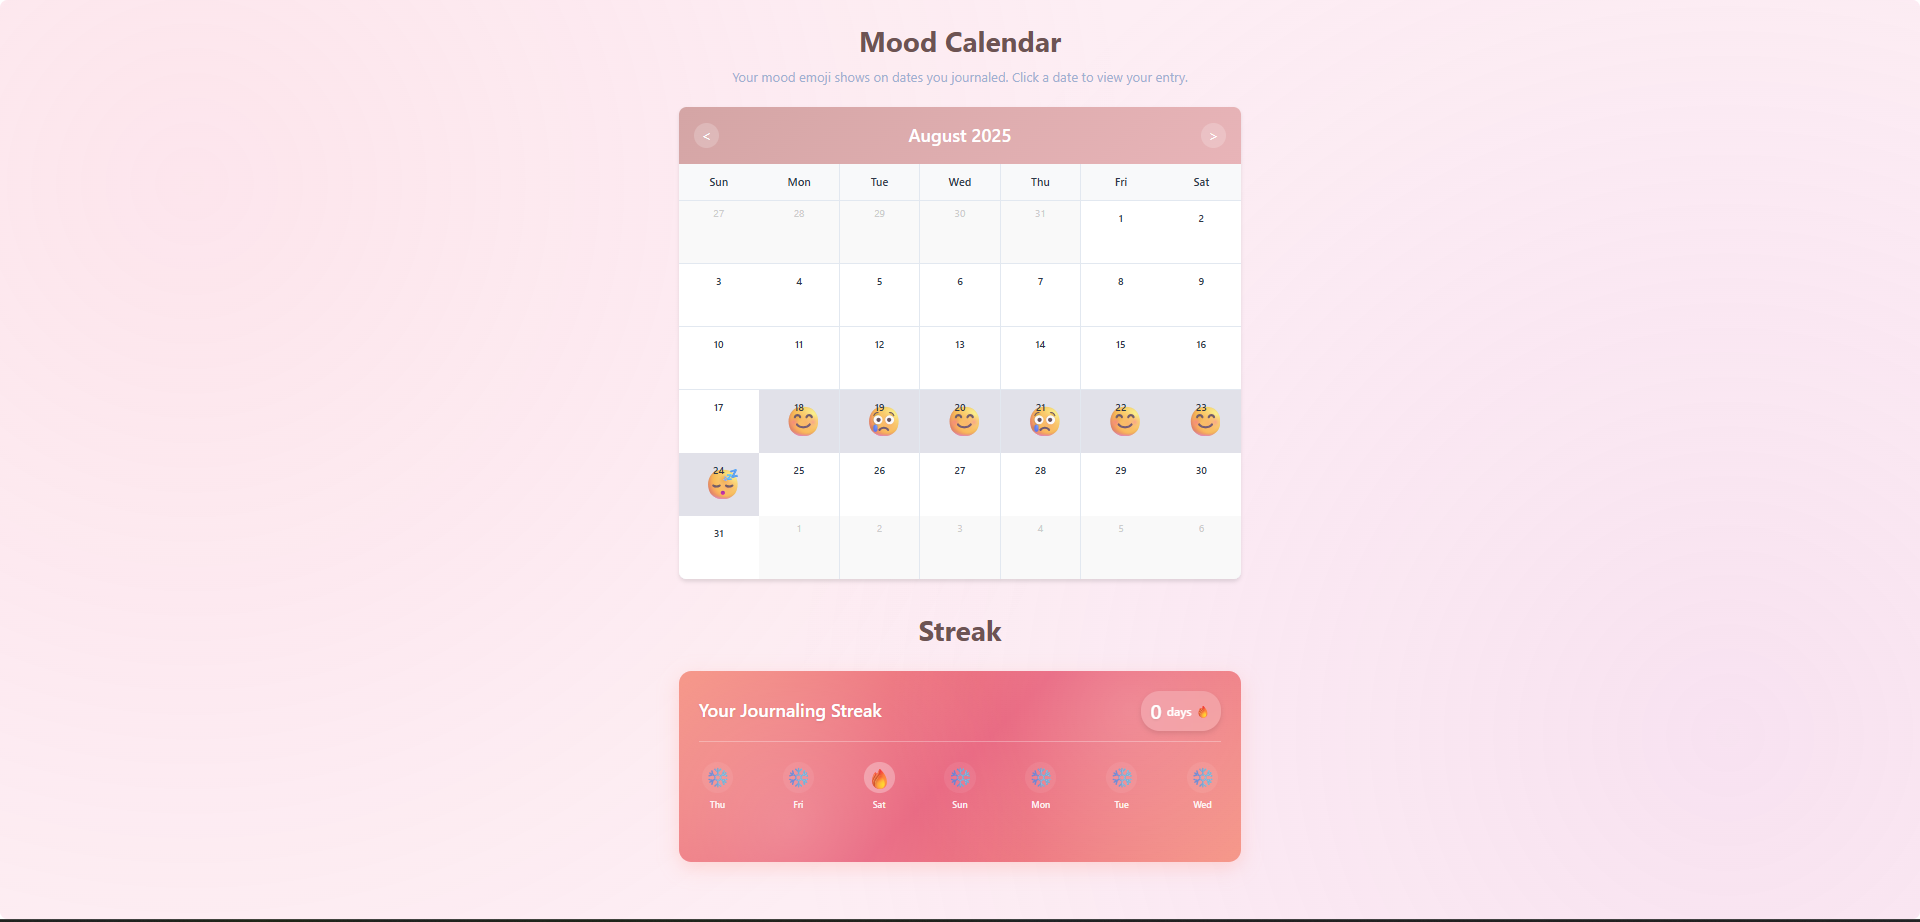 Mood Calendar
Your mood emoji shows on dates you journaled. Click a date to view your entry.
< August 2025 >
Sun Mon Tue Wed Thu Fri Sat
27 28 29 30 31 1 2
3 4 5 6 7 8 9
10 11 12 13 14 15 16
17 18 19 20 21 22 23
24 25 26 27 28 29 30
31 1 2 3 4 5 6
Streak
Your Journaling Streak 0 days
Thu Fri Sat Sun Mon Tue Wed